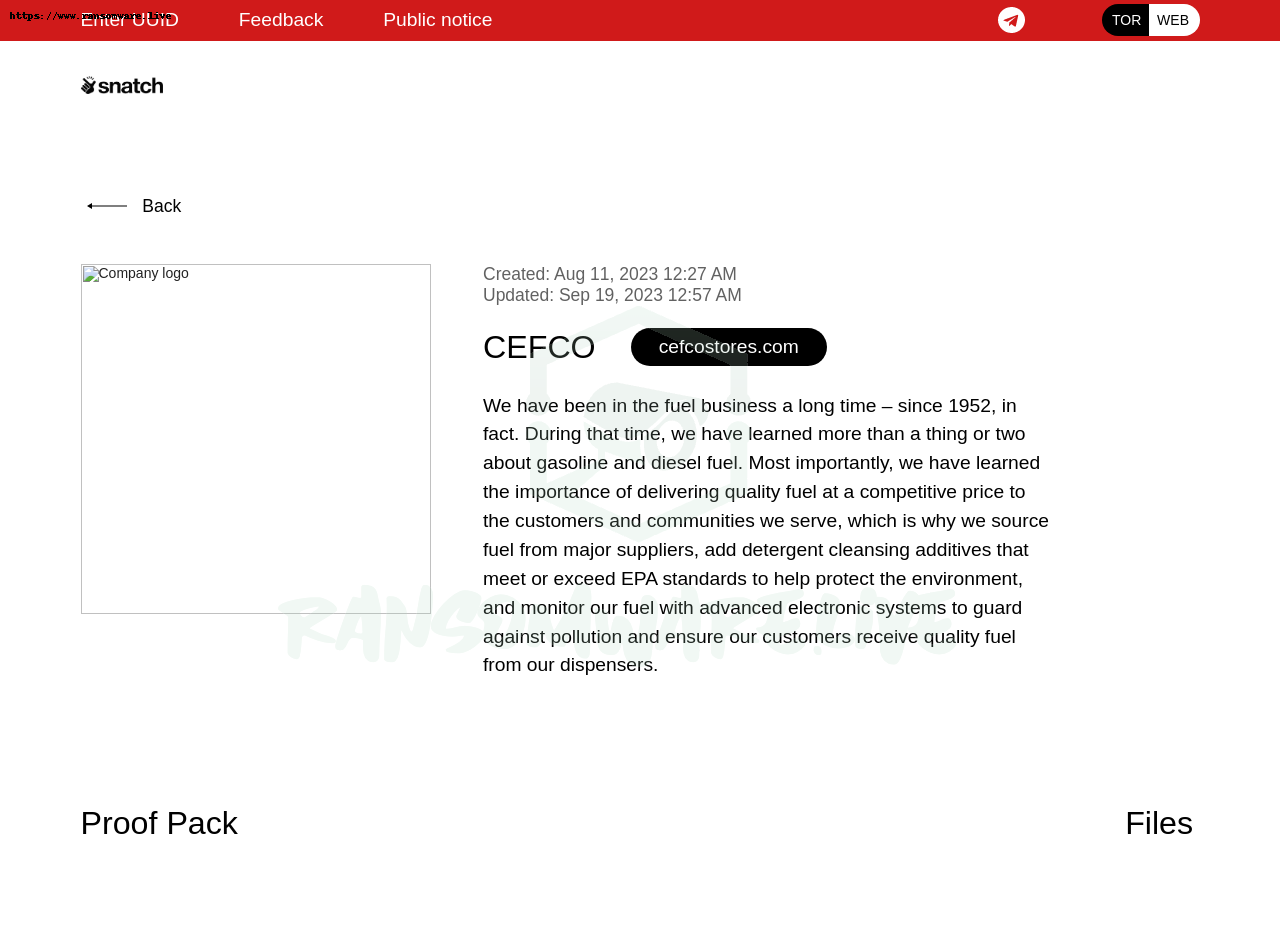 https://www.ransomware.live
Enter UUID
Feedback
Public notice
TOR
WEB
snatch
Back
Company logo
Created: Aug 11, 2023 12:27 AM
Updated: Sep 19, 2023 12:57 AM
CEFCO
cefcostores.com
We have been in the fuel business a long time – since 1952, in
fact. During that time, we have learned more than a thing or two
about gasoline and diesel fuel. Most importantly, we have learned
the importance of delivering quality fuel at a competitive price to
the customers and communities we serve, which is why we source
fuel from major suppliers, add detergent cleansing additives that
meet or exceed EPA standards to help protect the environment,
and monitor our fuel with advanced electronic systems to guard
against pollution and ensure our customers receive quality fuel
from our dispensers.
RANSOMWARE.LIVE
Proof Pack
Files